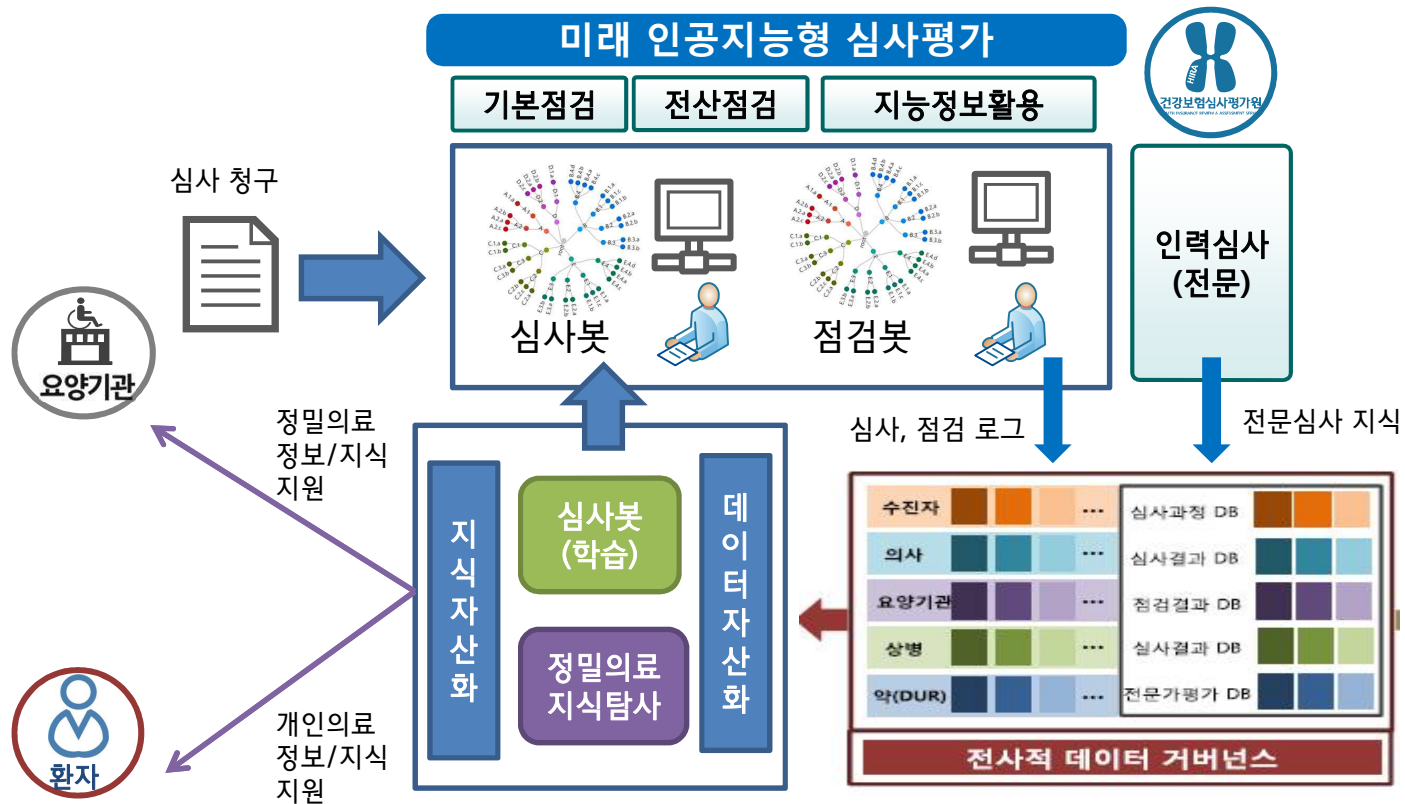 미래 인공지능형 심사평가
HIRA
건강보험심사평가원
HEALTH INSURANCE REVIEW & ASSESSMENT SERVICE
기본점검
전산점검
지능정보활용
심사 청구
심사봇
점검봇
인력심사
(전문)
요양기관
정밀의료
정보/지식
지원
심사, 점검 로그
전문심사 지식
지식자산화
심사봇
(학습)
정밀의료
지식탐사
데이터자산화
수진자 ...
의사 ...
요양기관 ...
상병 ...
약(DUR) ...
심사과정 DB
심사결과 DB
점검결과 DB
실사결과 DB
전문가평가 DB
전사적 데이터 거버넌스
환자
개인의료
정보/지식
지원